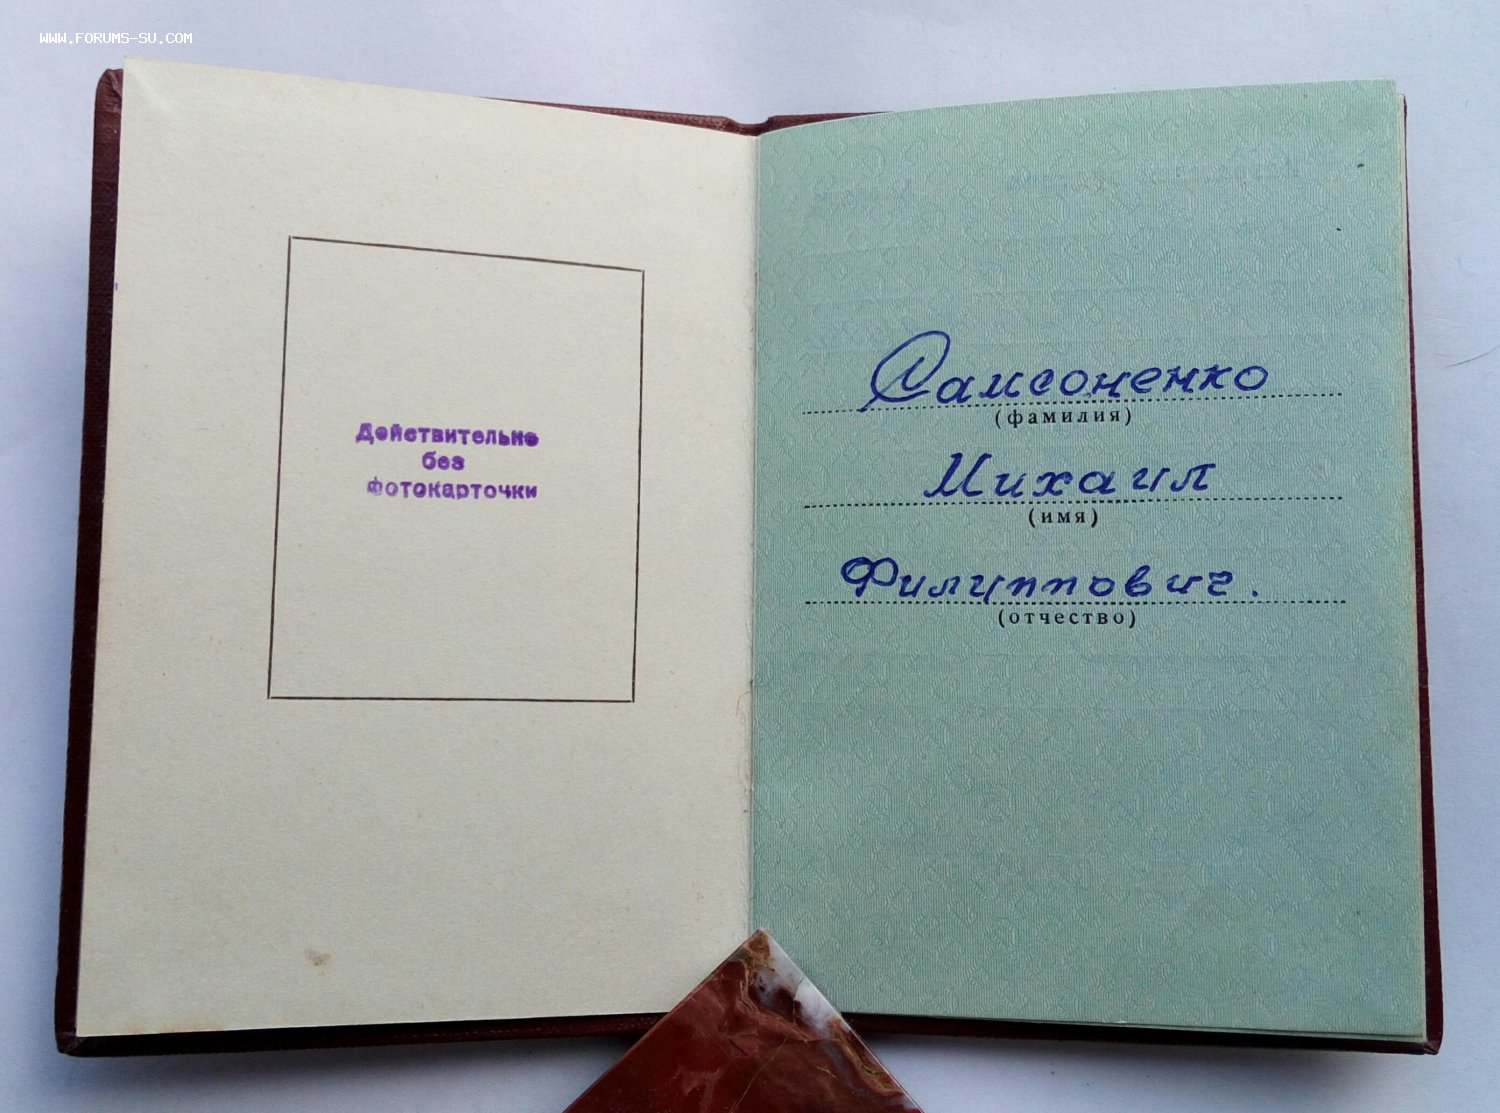 WWW.FORUMS-SU.COM
Действительно
без
фотокарточки
Самсоненко
(фамилия)
Михаил
(имя)
Филиппович.
(отчество)